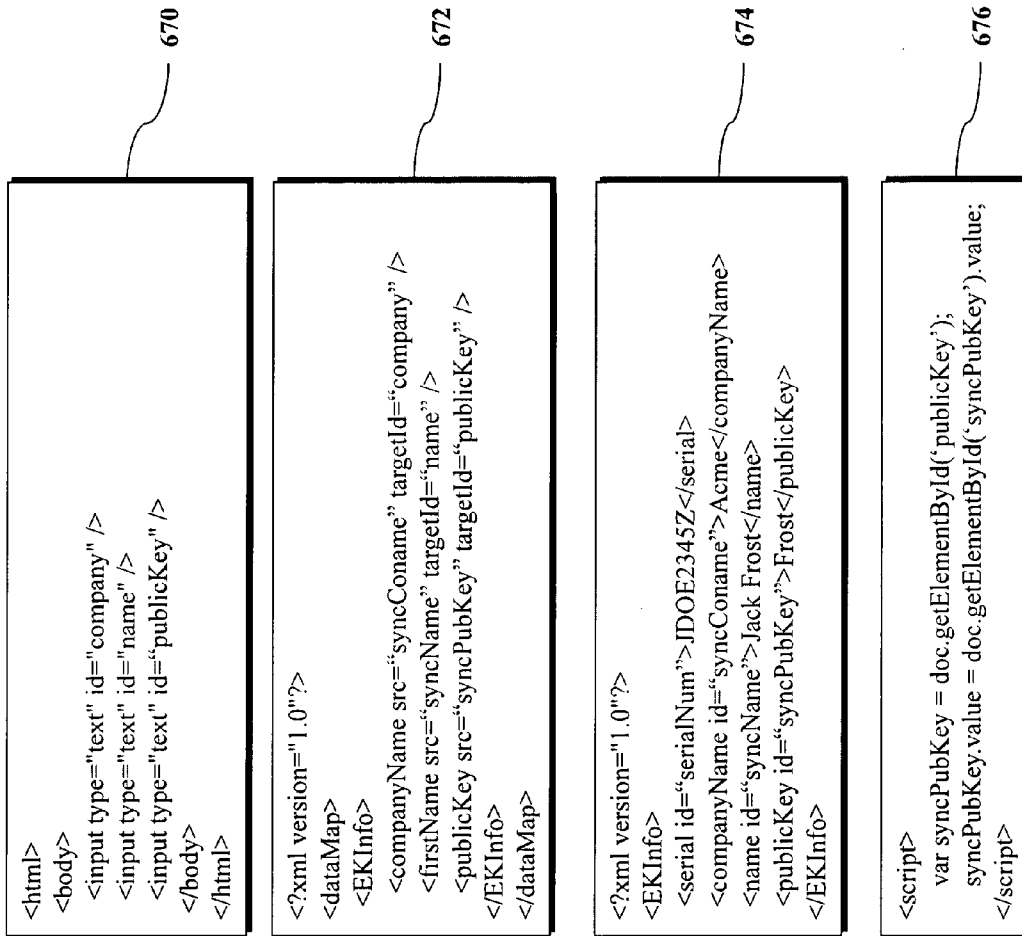 <html>
<body>
<input type="text" id="company" />
<input type="text" id="name" />
<input type="text" id=“publicKey" />
</body>
</html>
670
<?xml version="1.0"?>
<dataMap>
<EKInfo>
<companyName src=“syncConame” targetId=“company” />
<firstName src=“syncName” targetId=“name” />
<publicKey src=“syncPubKey” targetId=“publicKey” />
</EKInfo>
</dataMap>
672
<?xml version="1.0"?>
<EKInfo>
<serial id=“serialNum”>JDOE2345Z</serial>
<companyName id=“syncConame”>Acme</companyName>
<name id=“syncName”>Jack Frost</name>
<publicKey id=“syncPubKey”>Frost</publicKey>
</EKInfo>
674
<script>
var syncPubKey = doc.getElementById(‘publicKey’);
syncPubKey.value = doc.getElementById(‘syncPubKey’).value;
</script>
676